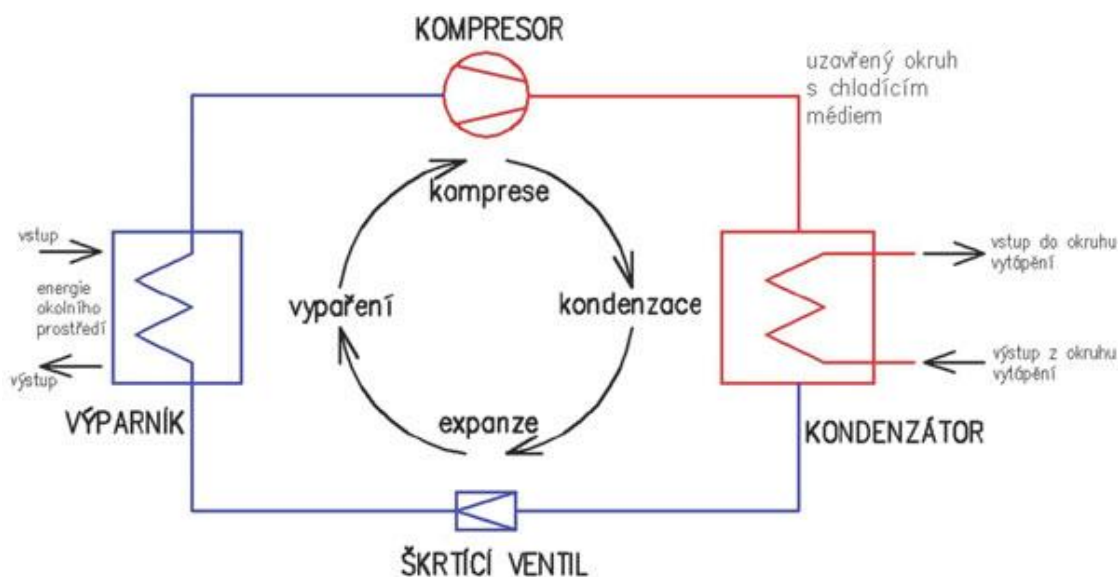 KOMPRESOR
uzavřený okruh
s chladícím
médiem
komprese
vstup
energie
okolního
prostředí
výstup
vypaření
kondenzace
vstup do okruhu
vytápění
výstup z okruhu
vytápění
VÝPARNÍK
expanze
KONDENZÁTOR
ŠKRTÍCÍ VENTIL